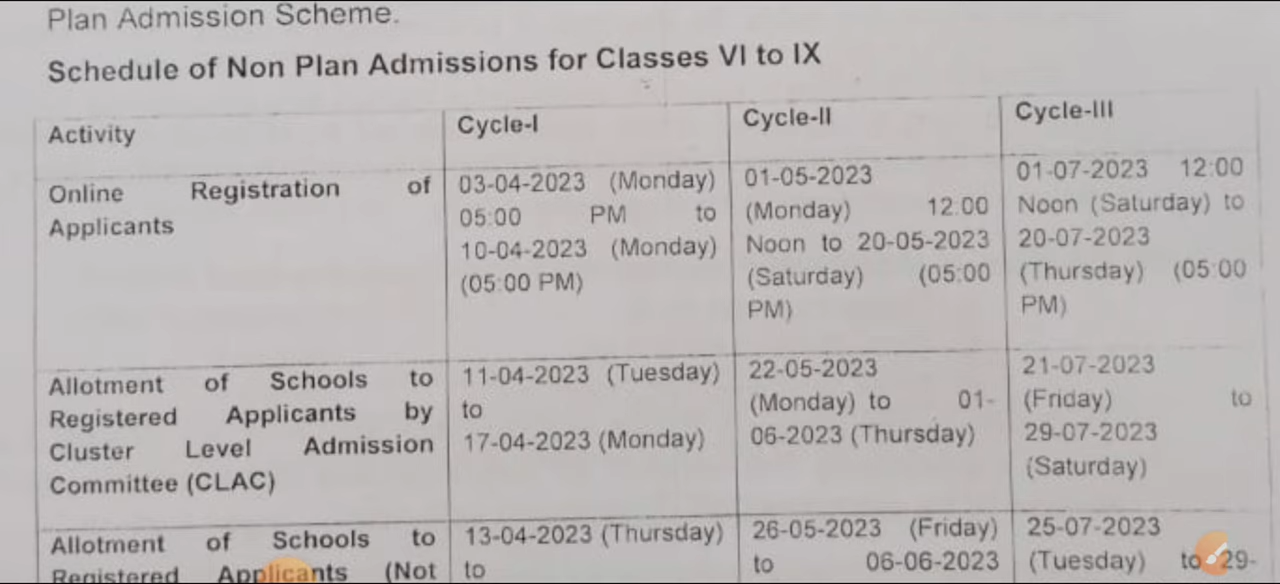 Plan Admission Scheme.
Schedule of Non Plan Admissions for Classes VI to IX
Activity
Cycle-I
Cycle-II
Cycle-III
Online Registration of
Applicants
03-04-2023 (Monday)
05:00 PM to
10-04-2023 (Monday)
(05:00 PM)
01-05-2023
(Monday) 12:00
Noon to 20-05-2023
(Saturday) (05:00
PM)
01-07-2023 12:00
Noon (Saturday) to
20-07-2023
(Thursday) (05:00
PM)
Allotment of Schools to
Registered Applicants by
Cluster Level Admission
Committee (CLAC)
11-04-2023 (Tuesday)
to
17-04-2023 (Monday)
22-05-2023
(Monday) to 01-
06-2023 (Thursday)
21-07-2023
(Friday) to
29-07-2023
(Saturday)
Allotment of Schools to
Registered Applicants (Not
13-04-2023 (Thursday)
to
26-05-2023 (Friday)
to 06-06-2023
25-07-2023
(Tuesday) to 29-